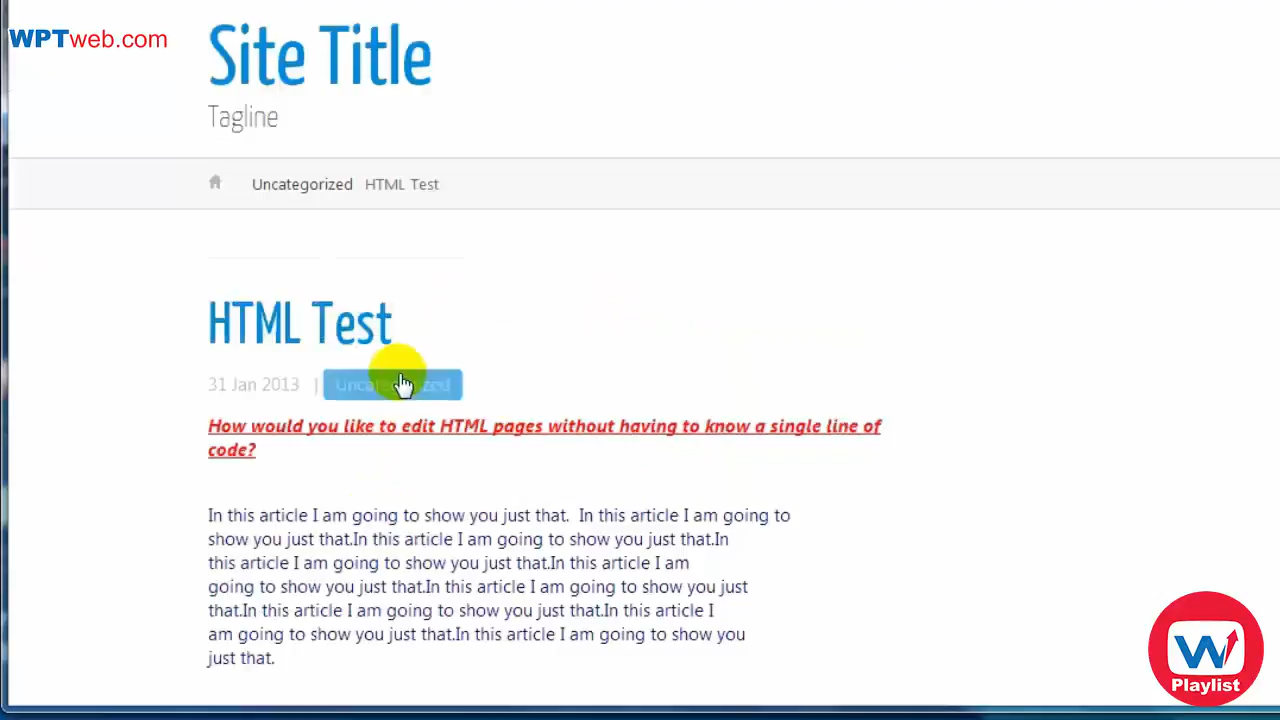 WPTweb.com
Site Title
Tagline
Uncategorized HTML Test
HTML Test
31 Jan 2013 | Uncategorized
How would you like to edit HTML pages without having to know a single line of
code?
In this article I am going to show you just that.  In this article I am going to
show you just that.In this article I am going to show you just that.In
this article I am going to show you just that.In this article I am
going to show you just that.In this article I am going to show you just
that.In this article I am going to show you just that.In this article I
am going to show you just that.In this article I am going to show you
just that.
W
Playlist